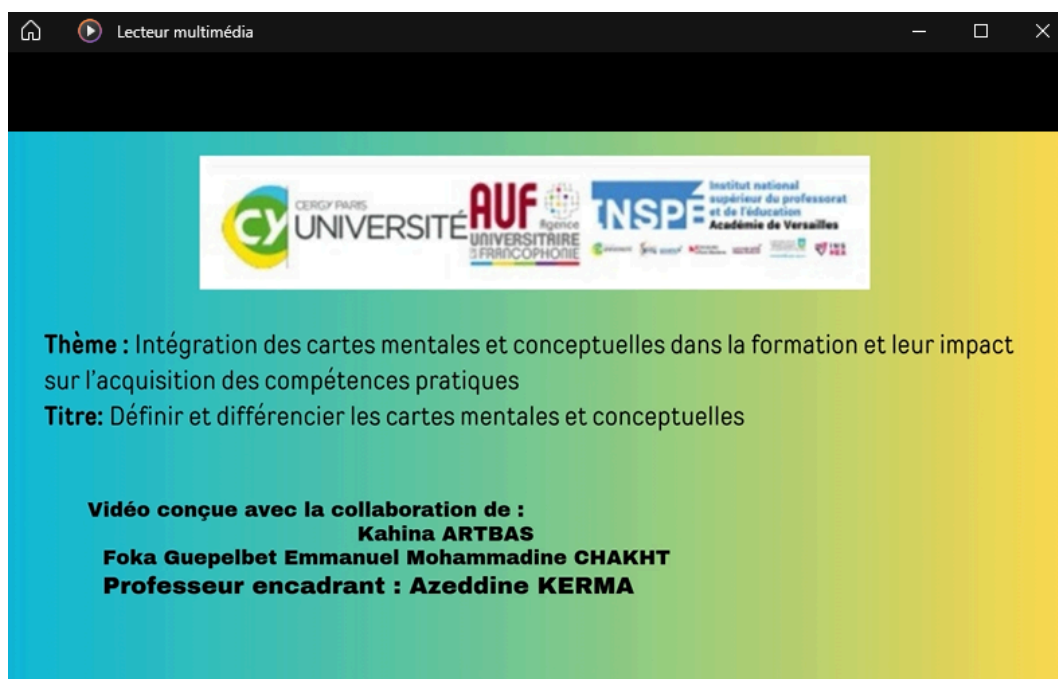 Lecteur multimédia
CY
CERGY PARIS
UNIVERSITÉ
AUF
Agence
UNIVERSITAIRE
FRANCOPHONIE
INSPÉ
Institut national
supérieur du professorat
et de l'éducation
Académie de Versailles
Thème : Intégration des cartes mentales et conceptuelles dans la formation et leur impact
sur l'acquisition des compétences pratiques
Titre: Définir et différencier les cartes mentales et conceptuelles
Vidéo conçue avec la collaboration de :
Kahina ARTBAS
Foka Guepelbet Emmanuel Mohammadine CHAKHT
Professeur encadrant : Azeddine KERMA